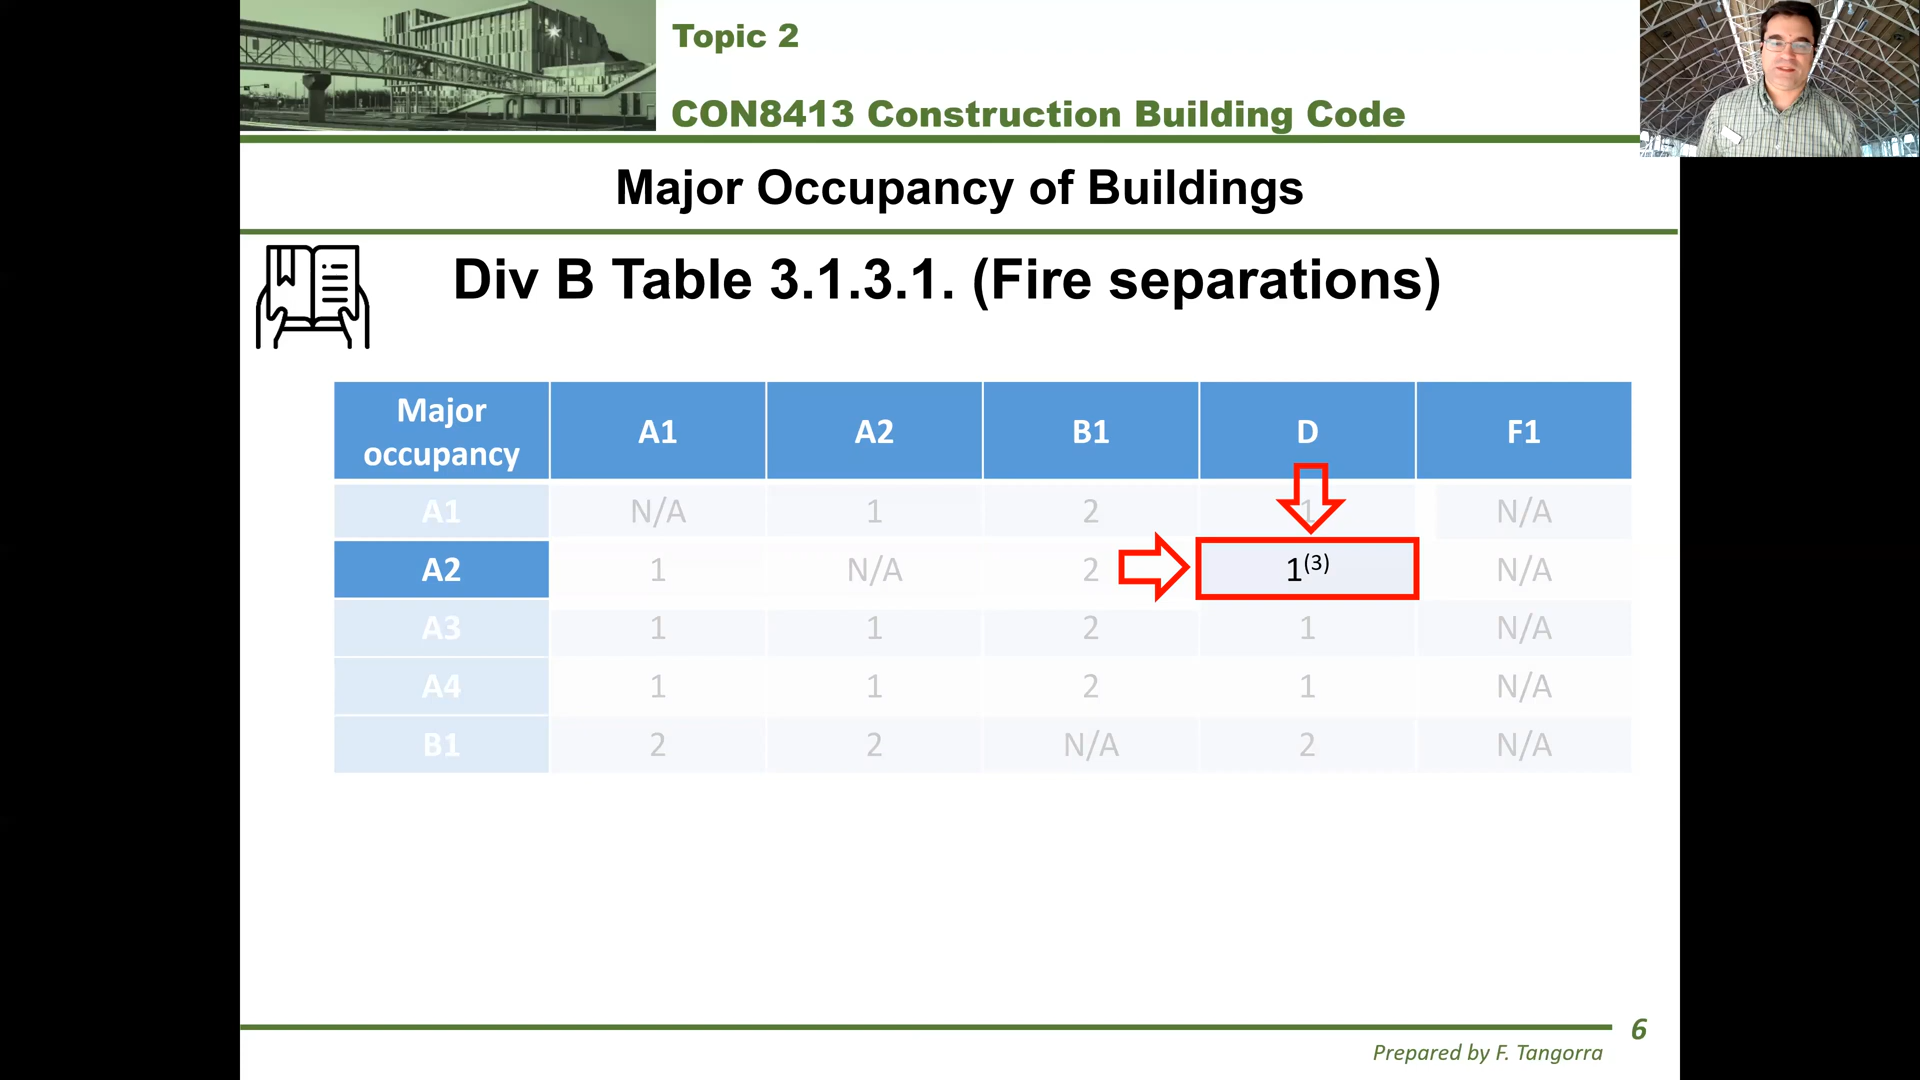 Topic 2
CON8413 Construction Building Code
Major Occupancy of Buildings
Div B Table 3.1.3.1. (Fire separations)
Major occupancy A1 A2 B1 D F1
A1 N/A 1 2 1 N/A
A2 1 N/A 2 1(3) N/A
A3 1 1 2 1 N/A
A4 1 1 2 1 N/A
B1 2 2 N/A 2 N/A
6
Prepared by F. Tangorra